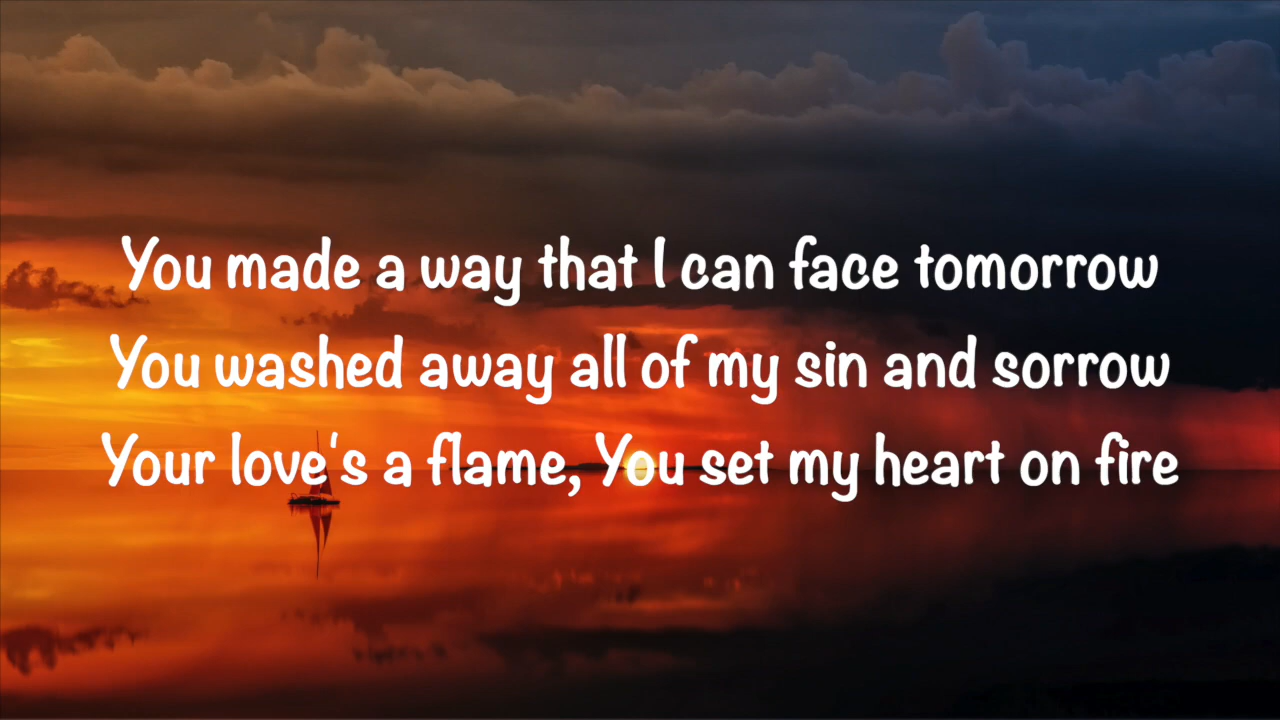 You made a way that I can face tomorrow
You washed away all of my sin and sorrow
Your love's a flame, You set my heart on fire